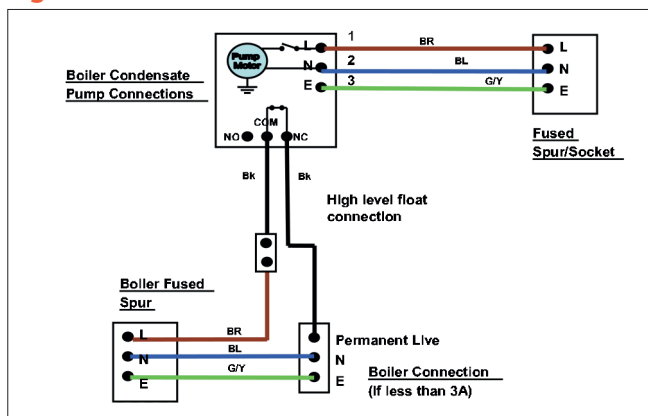 1
L BR L
Pump
Motor
2
N BL N
3
E G/Y E
Boiler Condensate
Pump Connections
COM
NO NC
Fused
Spur/Socket
Bk Bk
High level float
connection
Boiler Fused
Spur
L BR
Permanent Live
BL
N N
G/Y
E E
Boiler Connection
(If less than 3A)